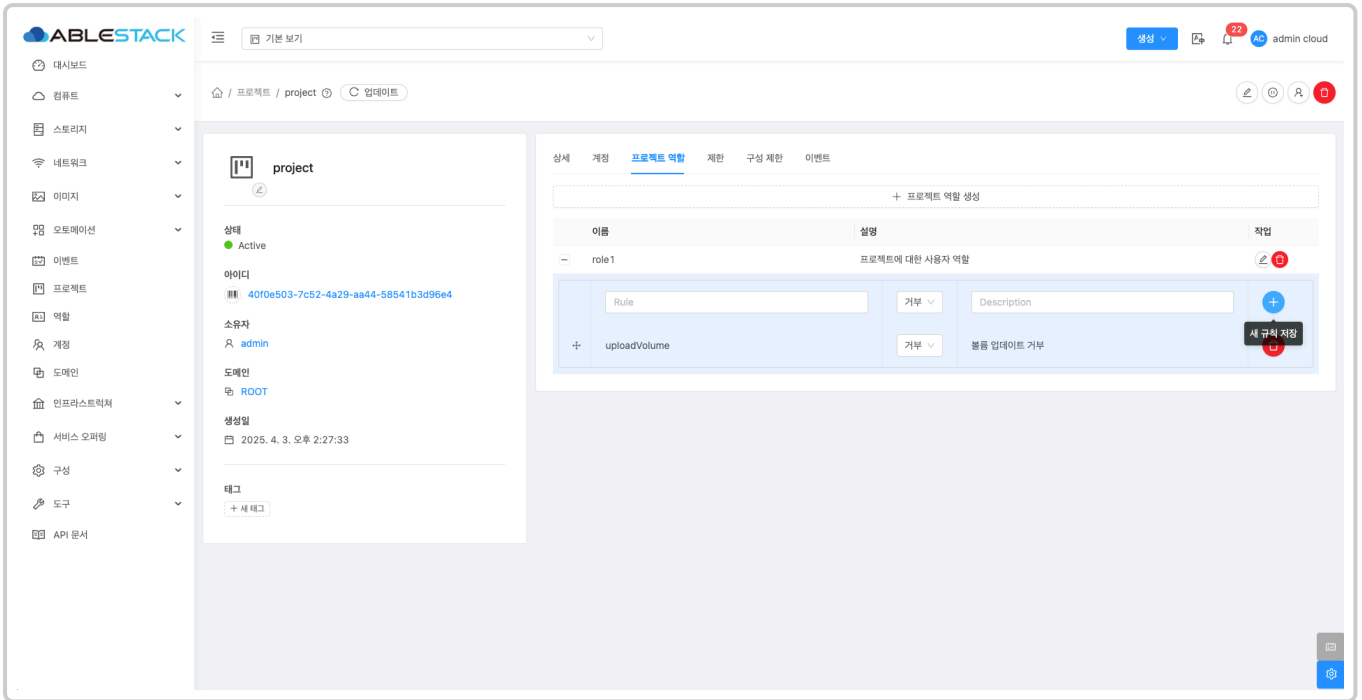 ABLESTACK
기본 보기
생성
22
AC
admin cloud
대시보드
컴퓨트
스토리지
네트워크
이미지
오토메이션
이벤트
프로젝트
역할
계정
도메인
인프라스트럭쳐
서비스 오퍼링
구성
도구
API 문서
/ 프로젝트 / project
업데이트
project
상태
Active
아이디
40f0e503-7c52-4a29-aa44-58541b3d96e4
소유자
admin
도메인
ROOT
생성일
2025. 4. 3. 오후 2:27:33
태그
+ 새 태그
상세 계정 프로젝트 역할 제한 구성 제한 이벤트
+ 프로젝트 역할 생성
이름 설명 작업
role1 프로젝트에 대한 사용자 역할
Rule 거부 Description
새 규칙 저장
uploadVolume 거부 볼륨 업데이트 거부